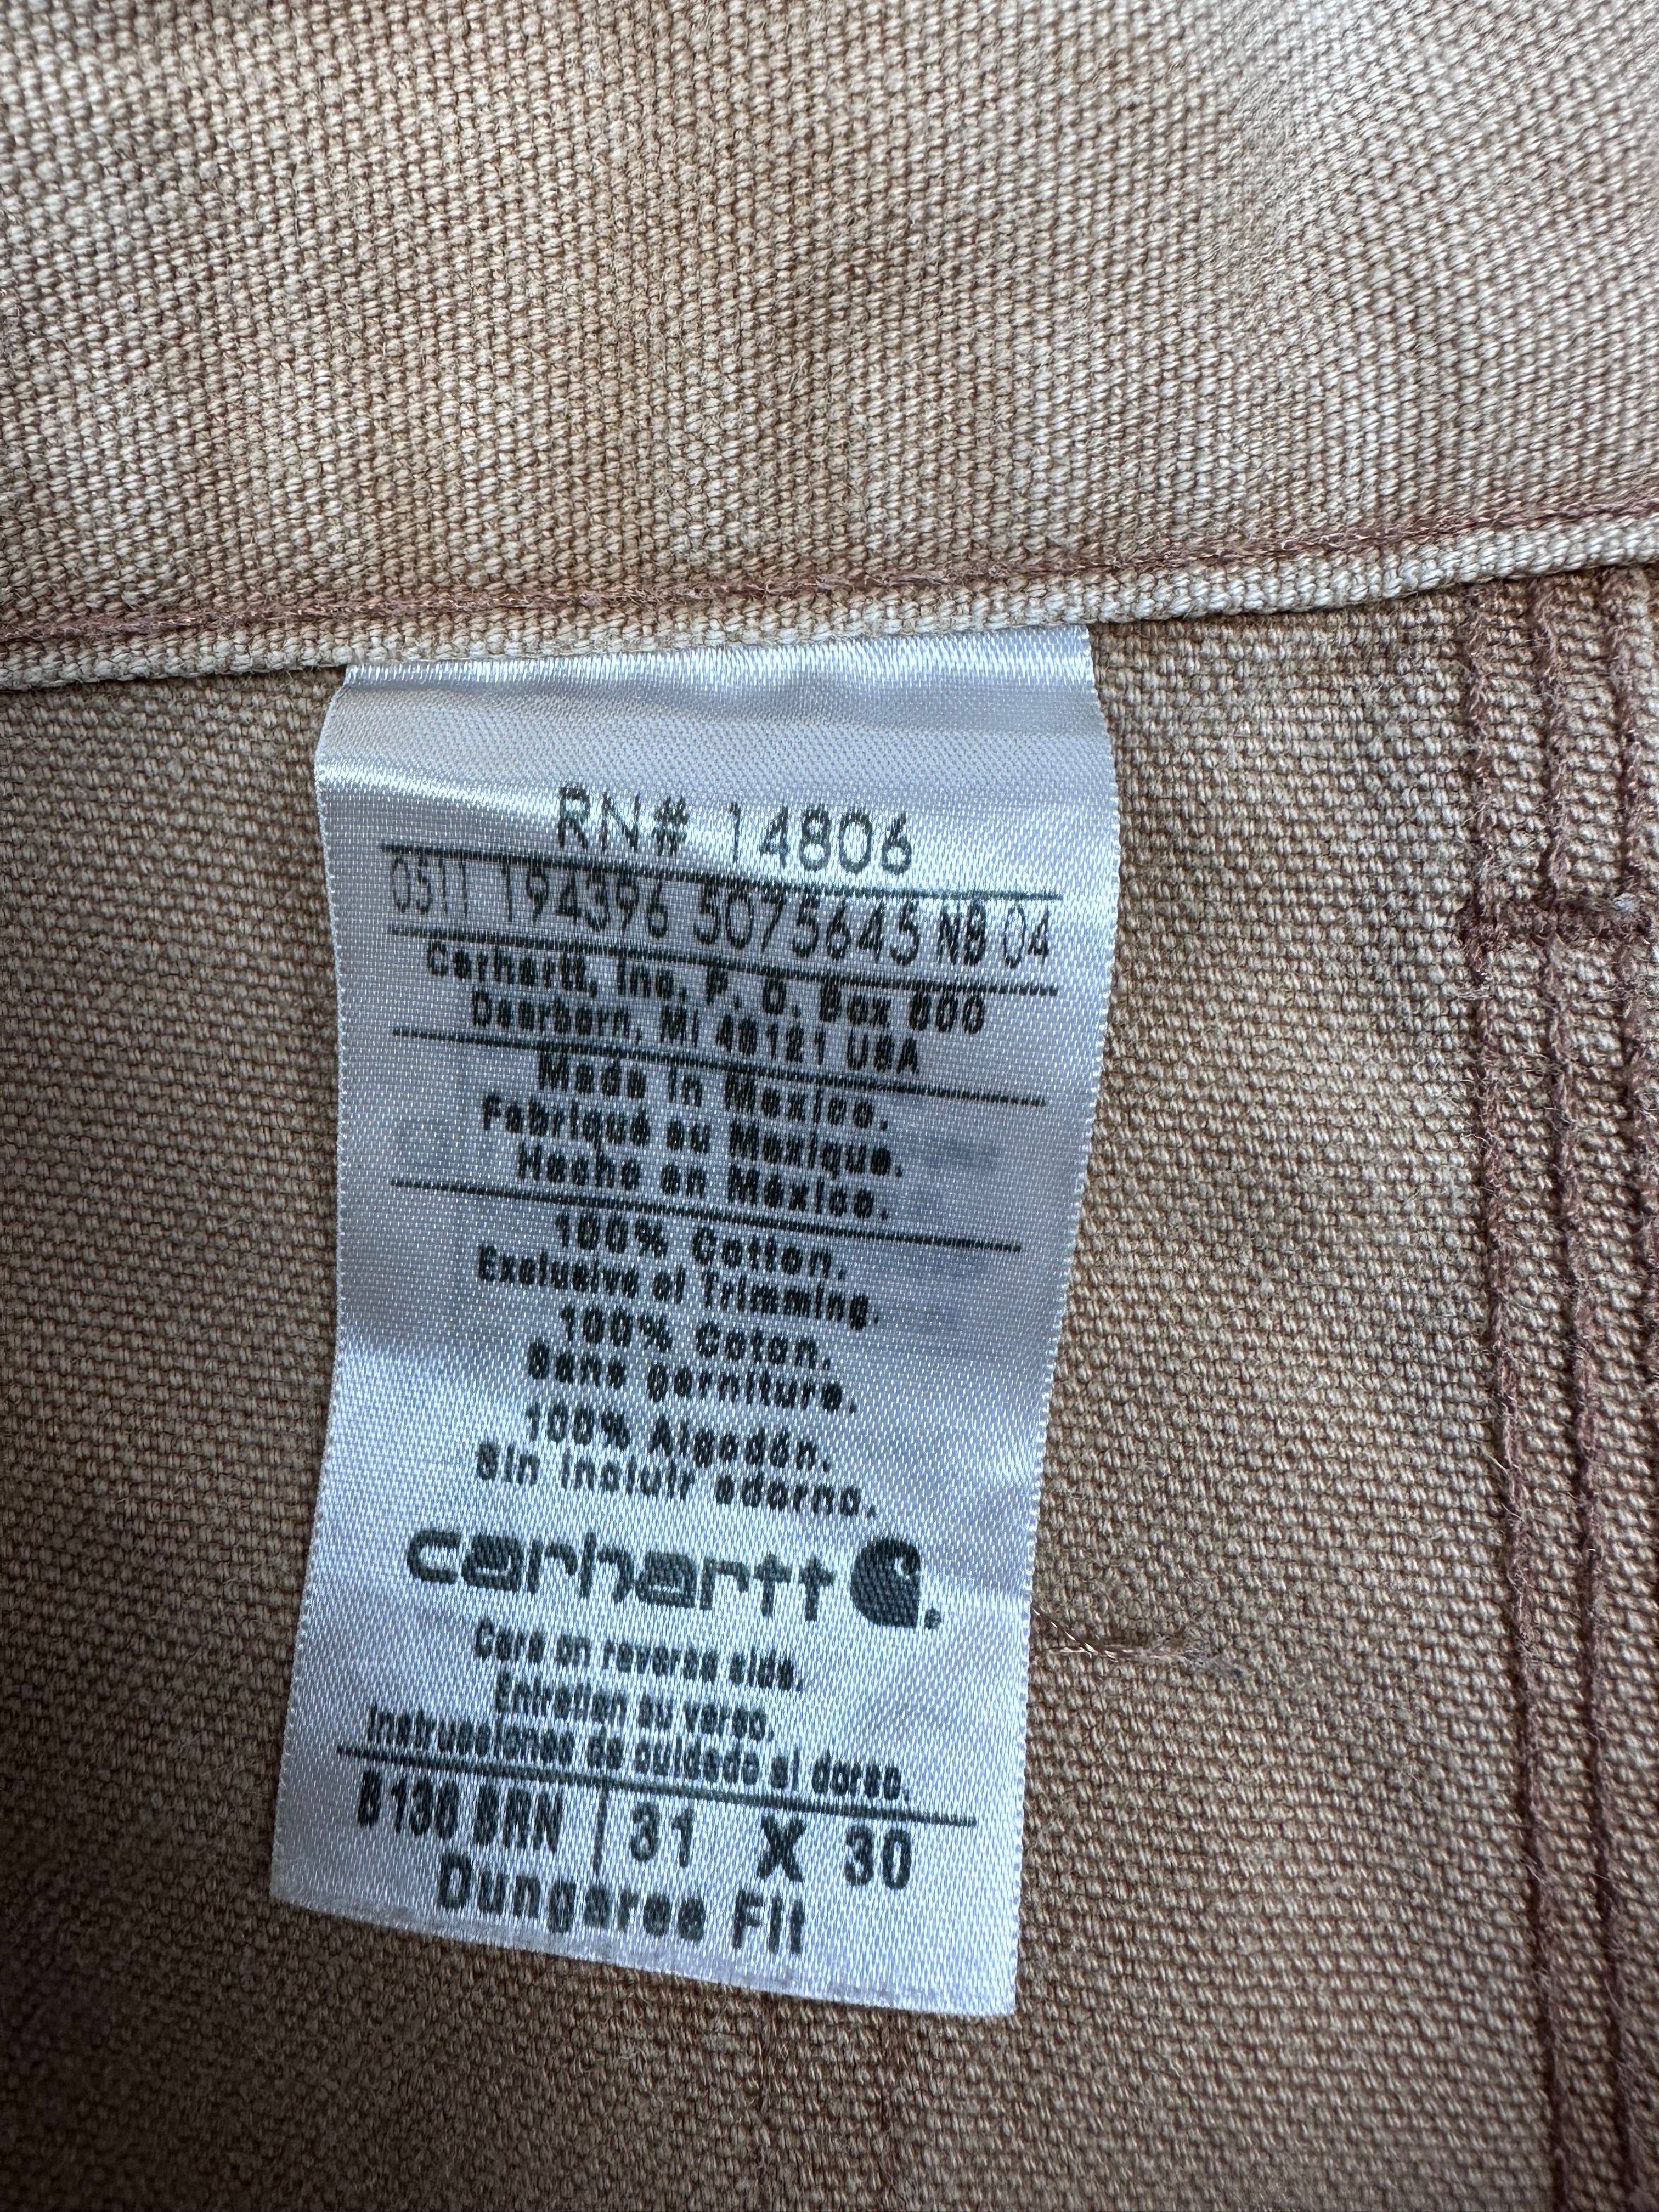 RN# 14806
0511 194396 5075645 NB 04
Carhartt, Inc. P. O. Box 600
Dearborn, MI 48121 USA
Made in Mexico.
Fabriqué au Mexique.
Hecho en México.
100% Cotton.
Exclusive of Trimming.
100% Coton.
Sans garniture.
100% Algodón.
Sin incluir adorno.
carhartt
Care on reverse side.
Entretien au verso.
Instrucciones de cuidado al dorso.
B136 BRN 31 X 30
Dungaree Fit